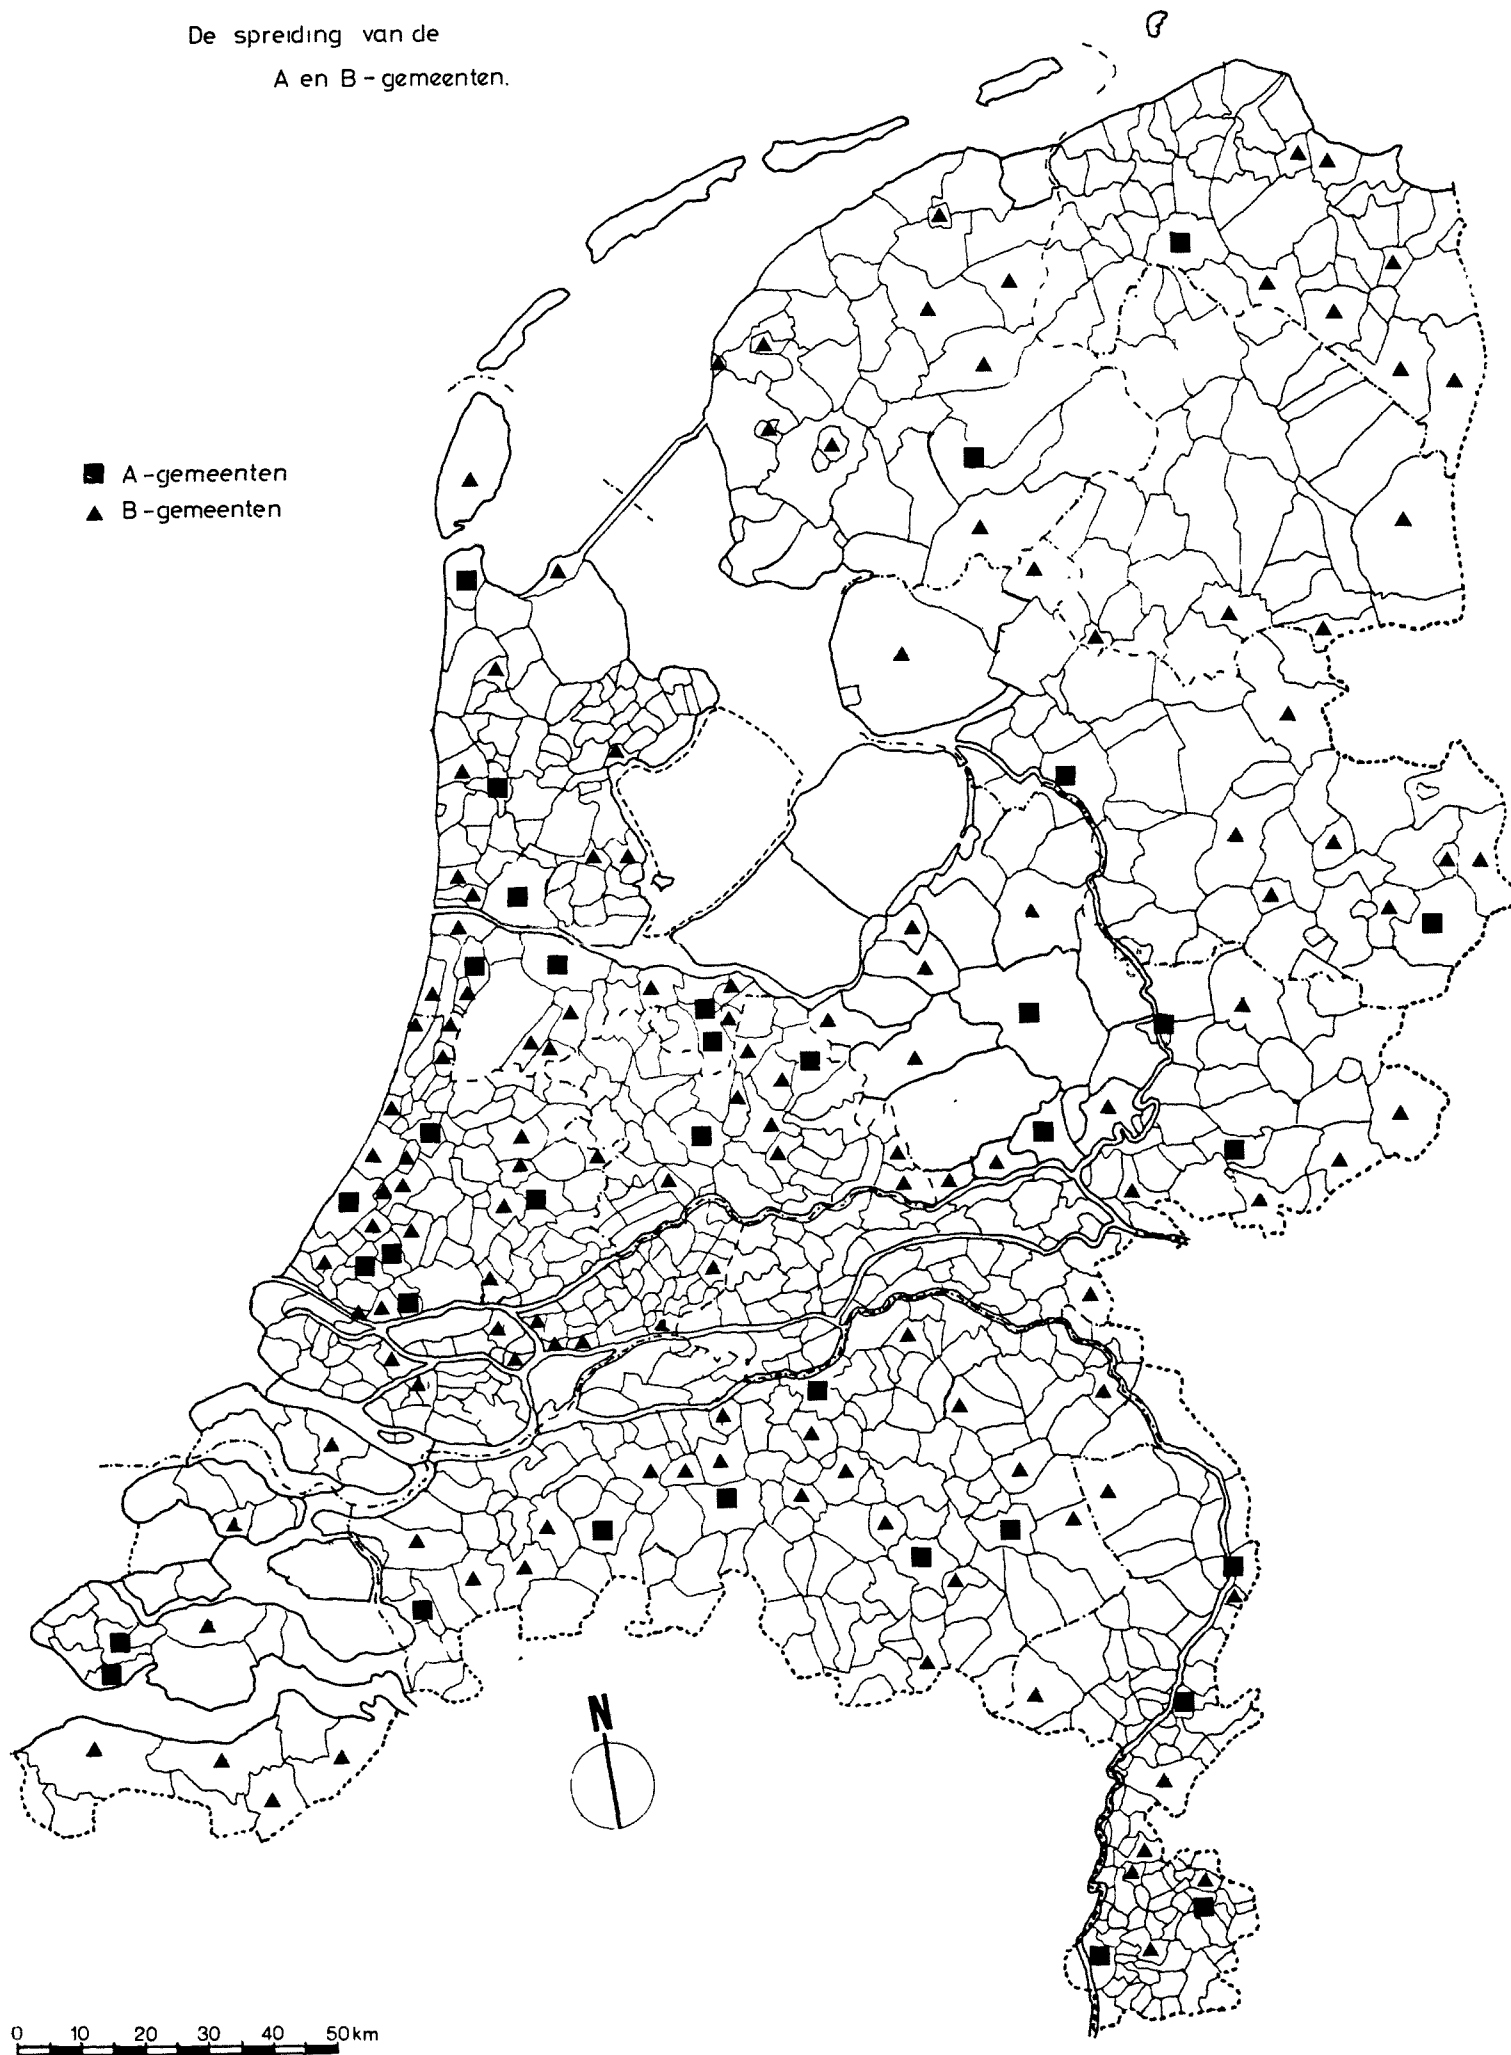 De spreiding van de
A en B - gemeenten.
A - gemeenten
B - gemeenten
N
0 10 20 30 40 50 km